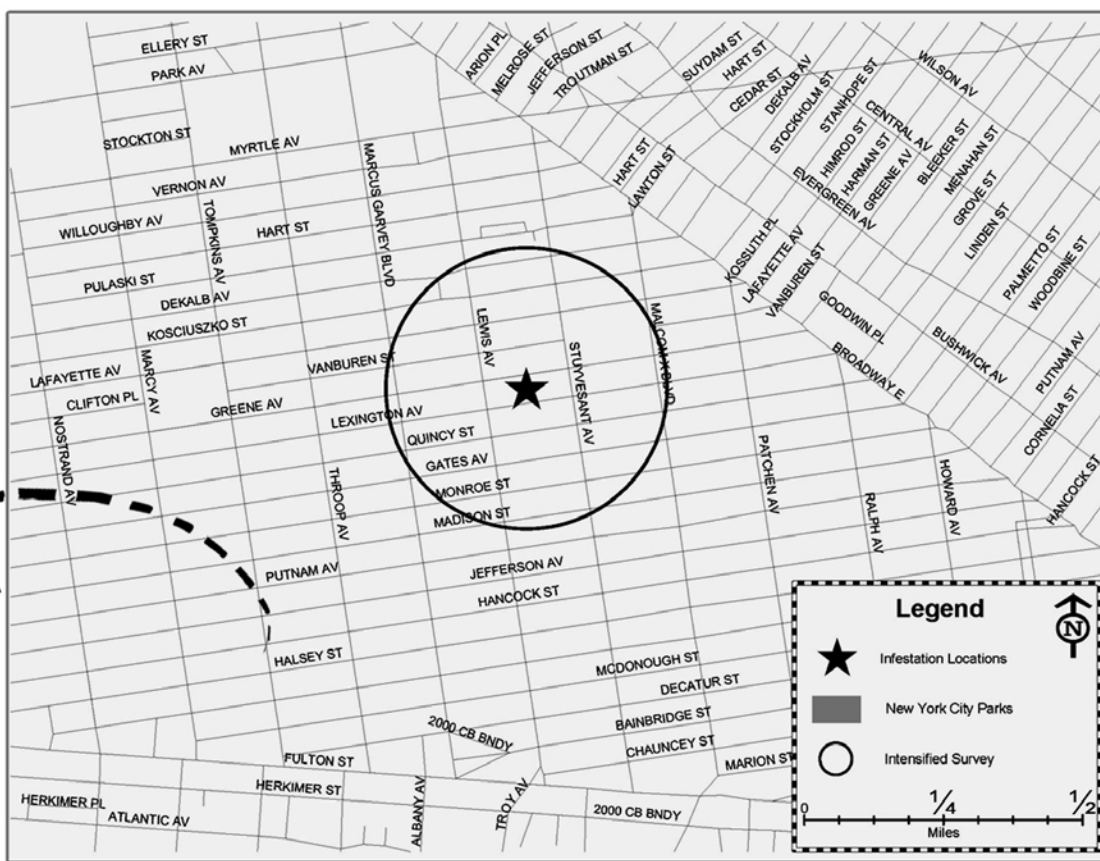 ELLERY ST
PARK AV
STOCKTON ST
MYRTLE AV
VERNON AV
WILLOUGHBY AV
TOMPKINS AV
HART ST
MARCUS GARVEY BLVD
PULASKI ST
DEKALB AV
KOSCIUSZKO ST
LAFAYETTE AV
CLIFTON PL
MARCY AV
VANBUREN ST
GREENE AV
LEXINGTON AV
NOSTRAND AV
LEWIS AV
STUYVESANT AV
MALCOM X BLVD
QUINCY ST
GATES AV
MONROE ST
MADISON ST
THROOP AV
PUTNAM AV
JEFFERSON AV
HANCOCK ST
HALSEY ST
MCDONOUGH ST
DECATUR ST
BAINBRIDGE ST
CHAUNCEY ST
MARION ST
2000 CB BNDY
FULTON ST
HERKIMER ST
HERKIMER PL
ATLANTIC AV
ALBANY AV
TROY AV
2000 CB BNDY
ARION PL
MELROSE ST
JEFFERSON ST
TROUTMAN ST
SUYDAM ST
HART ST
CEDAR ST
DEKALB AV
STOCKHOLM ST
STANHOPE ST
WILSON AV
CENTRAL AV
HIMROD ST
HARMAN ST
GREENE AV
BLEEKER ST
MENAHAN ST
EVERGREEN AV
GROVE ST
LINDEN ST
HART ST
LAWTON ST
KOSSUTH PL
LAFAYETTE AV
VANBUREN ST
GOODWIN PL
BROADWAY E
BUSHWICK AV
PALMETTO ST
WOODBINE ST
PUTNAM AV
CORNELIA ST
HANCOCK ST
PATCHEN AV
RALPH AV
HOWARD AV
Legend
N
Infestation Locations
New York City Parks
Intensified Survey
0 1/4 1/2
Miles